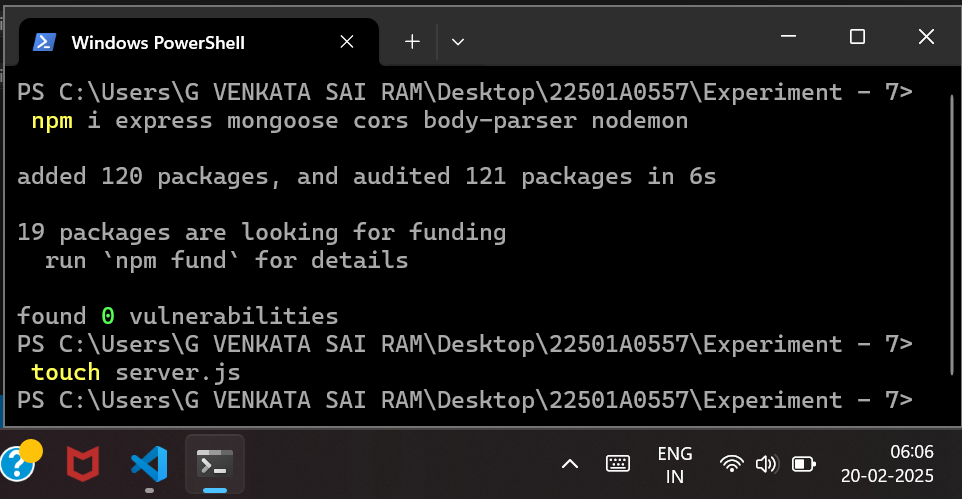 Windows PowerShell
PS C:\Users\G VENKATA SAI RAM\Desktop\22501A0557\Experiment - 7>
npm i express mongoose cors body-parser nodemon
added 120 packages, and audited 121 packages in 6s
19 packages are looking for funding
run `npm fund` for details
found 0 vulnerabilities
PS C:\Users\G VENKATA SAI RAM\Desktop\22501A0557\Experiment - 7>
touch server.js
PS C:\Users\G VENKATA SAI RAM\Desktop\22501A0557\Experiment - 7>
ENG
IN
06:06
20-02-2025